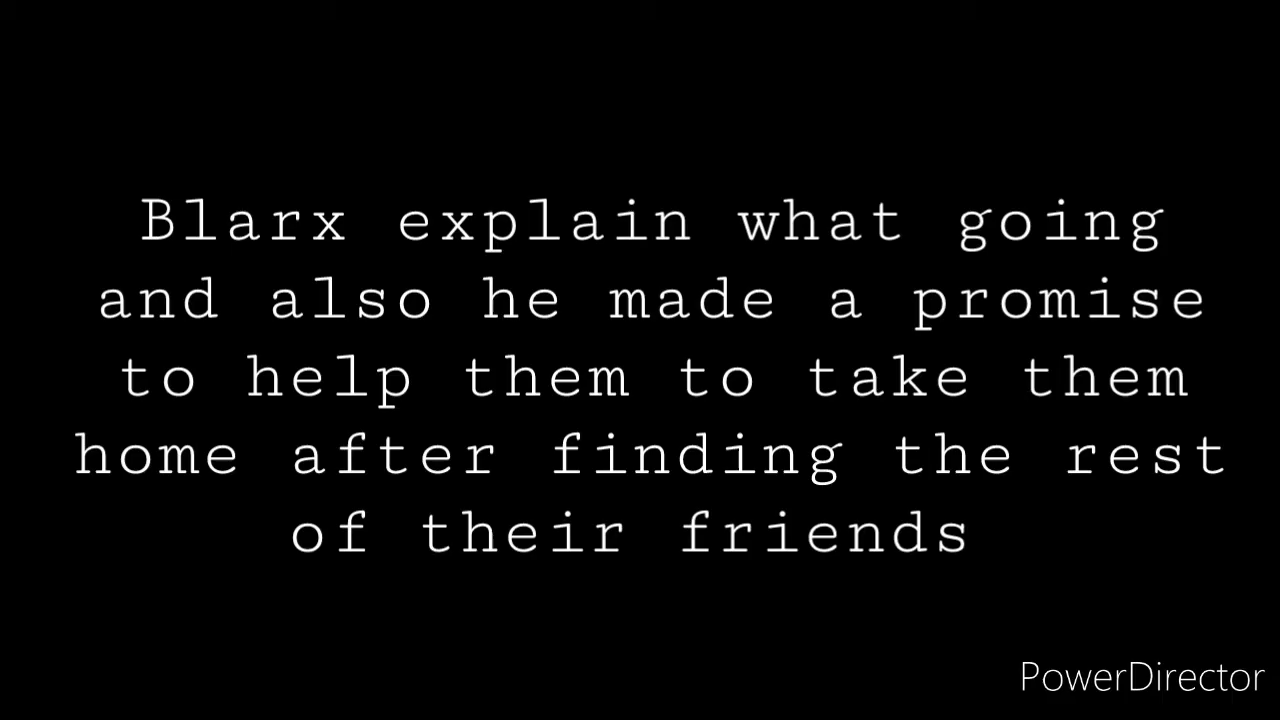 Blarx explain what going
and also he made a promise
to help them to take them
home after finding the rest
of their friends
PowerDirector